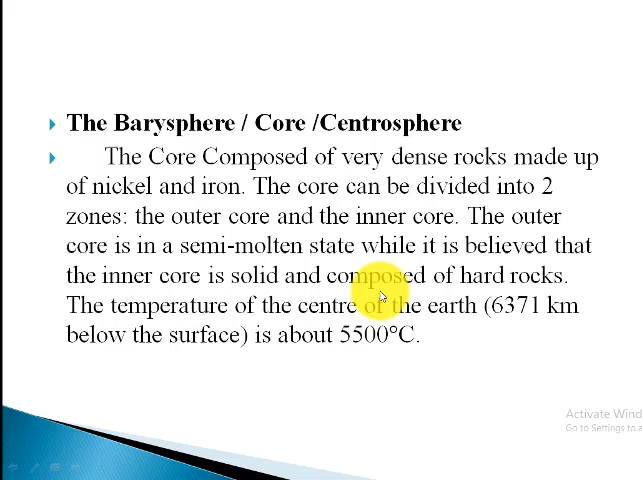 The Barysphere / Core /Centrosphere
The Core Composed of very dense rocks made up
of nickel and iron. The core can be divided into 2
zones: the outer core and the inner core. The outer
core is in a semi-molten state while it is believed that
the inner core is solid and composed of hard rocks.
The temperature of the centre of the earth (6371 km
below the surface) is about 5500°C.
Activate Wind
Go to Settings to a